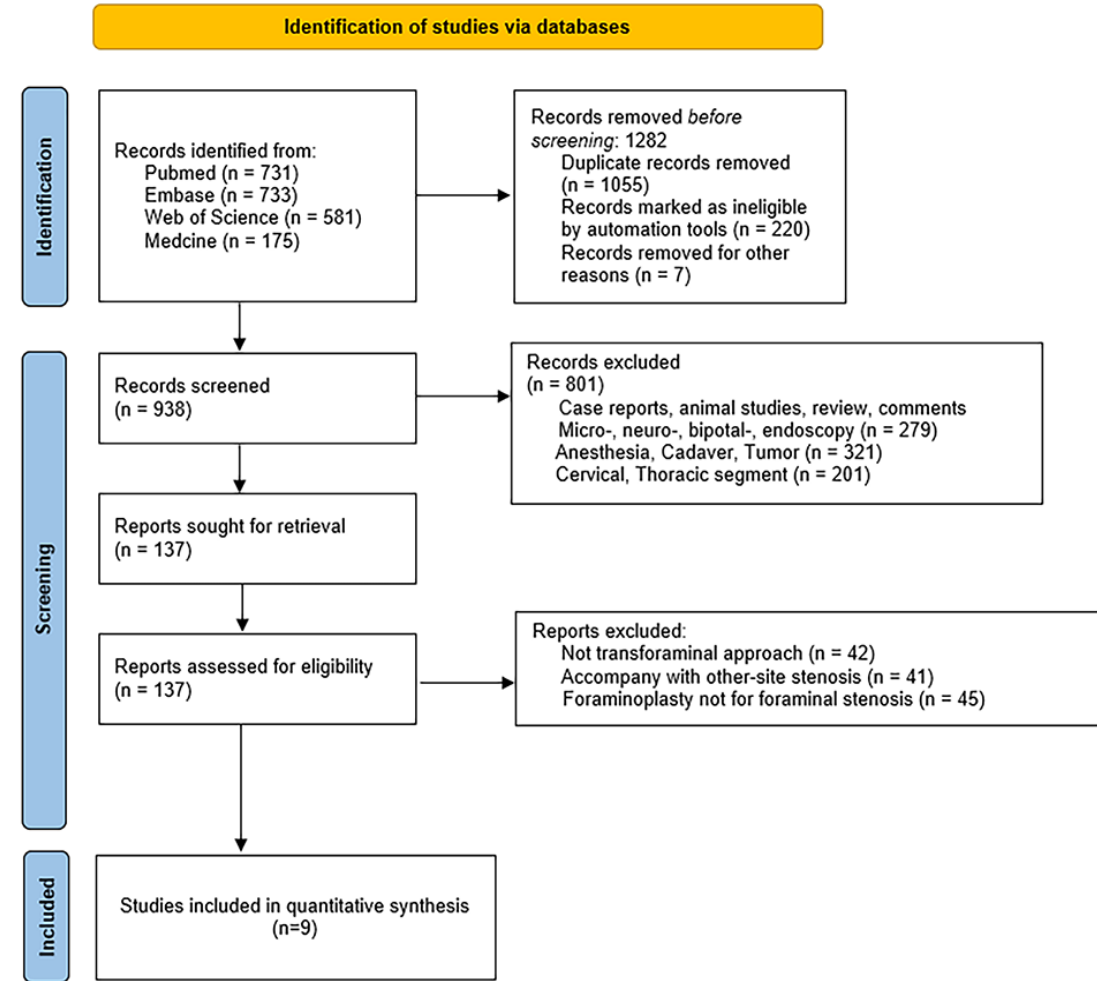 Identification of studies via databases
Identification
Records identified from:
Pubmed (n = 731)
Embase (n = 733)
Web of Science (n = 581)
Medcine (n = 175)
Records removed before
screening: 1282
Duplicate records removed
(n = 1055)
Records marked as ineligible
by automation tools (n = 220)
Records removed for other
reasons (n = 7)
Screening
Records screened
(n = 938)
Records excluded
(n = 801)
Case reports, animal studies, review, comments
Micro-, neuro-, bipotal-, endoscopy (n = 279)
Anesthesia, Cadaver, Tumor (n = 321)
Cervical, Thoracic segment (n = 201)
Reports sought for retrieval
(n = 137)
Reports assessed for eligibility
(n = 137)
Reports excluded:
Not transforaminal approach (n = 42)
Accompany with other-site stenosis (n = 41)
Foraminoplasty not for foraminal stenosis (n = 45)
Included
Studies included in quantitative synthesis
(n=9)